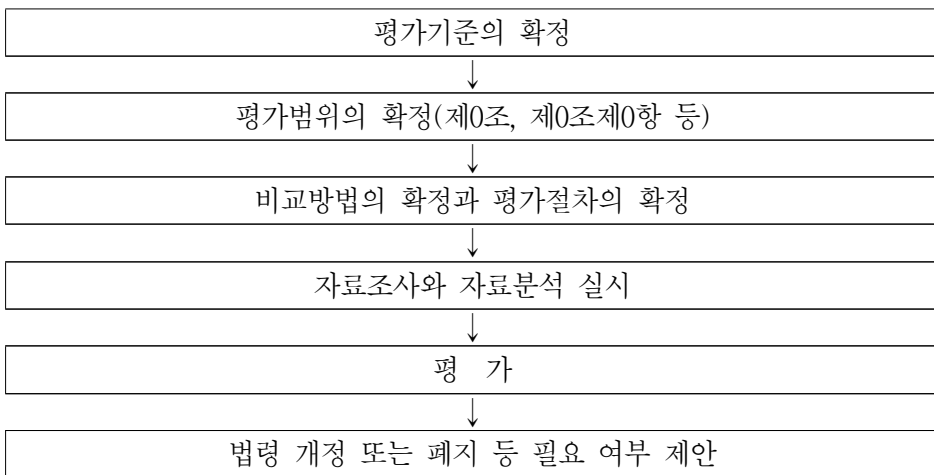 평가기준의 확정
↓
평가범위의 확정(제0조, 제0조제0항 등)
↓
비교방법의 확정과 평가절차의 확정
↓
자료조사와 자료분석 실시
↓
평 가
↓
법령 개정 또는 폐지 등 필요 여부 제안